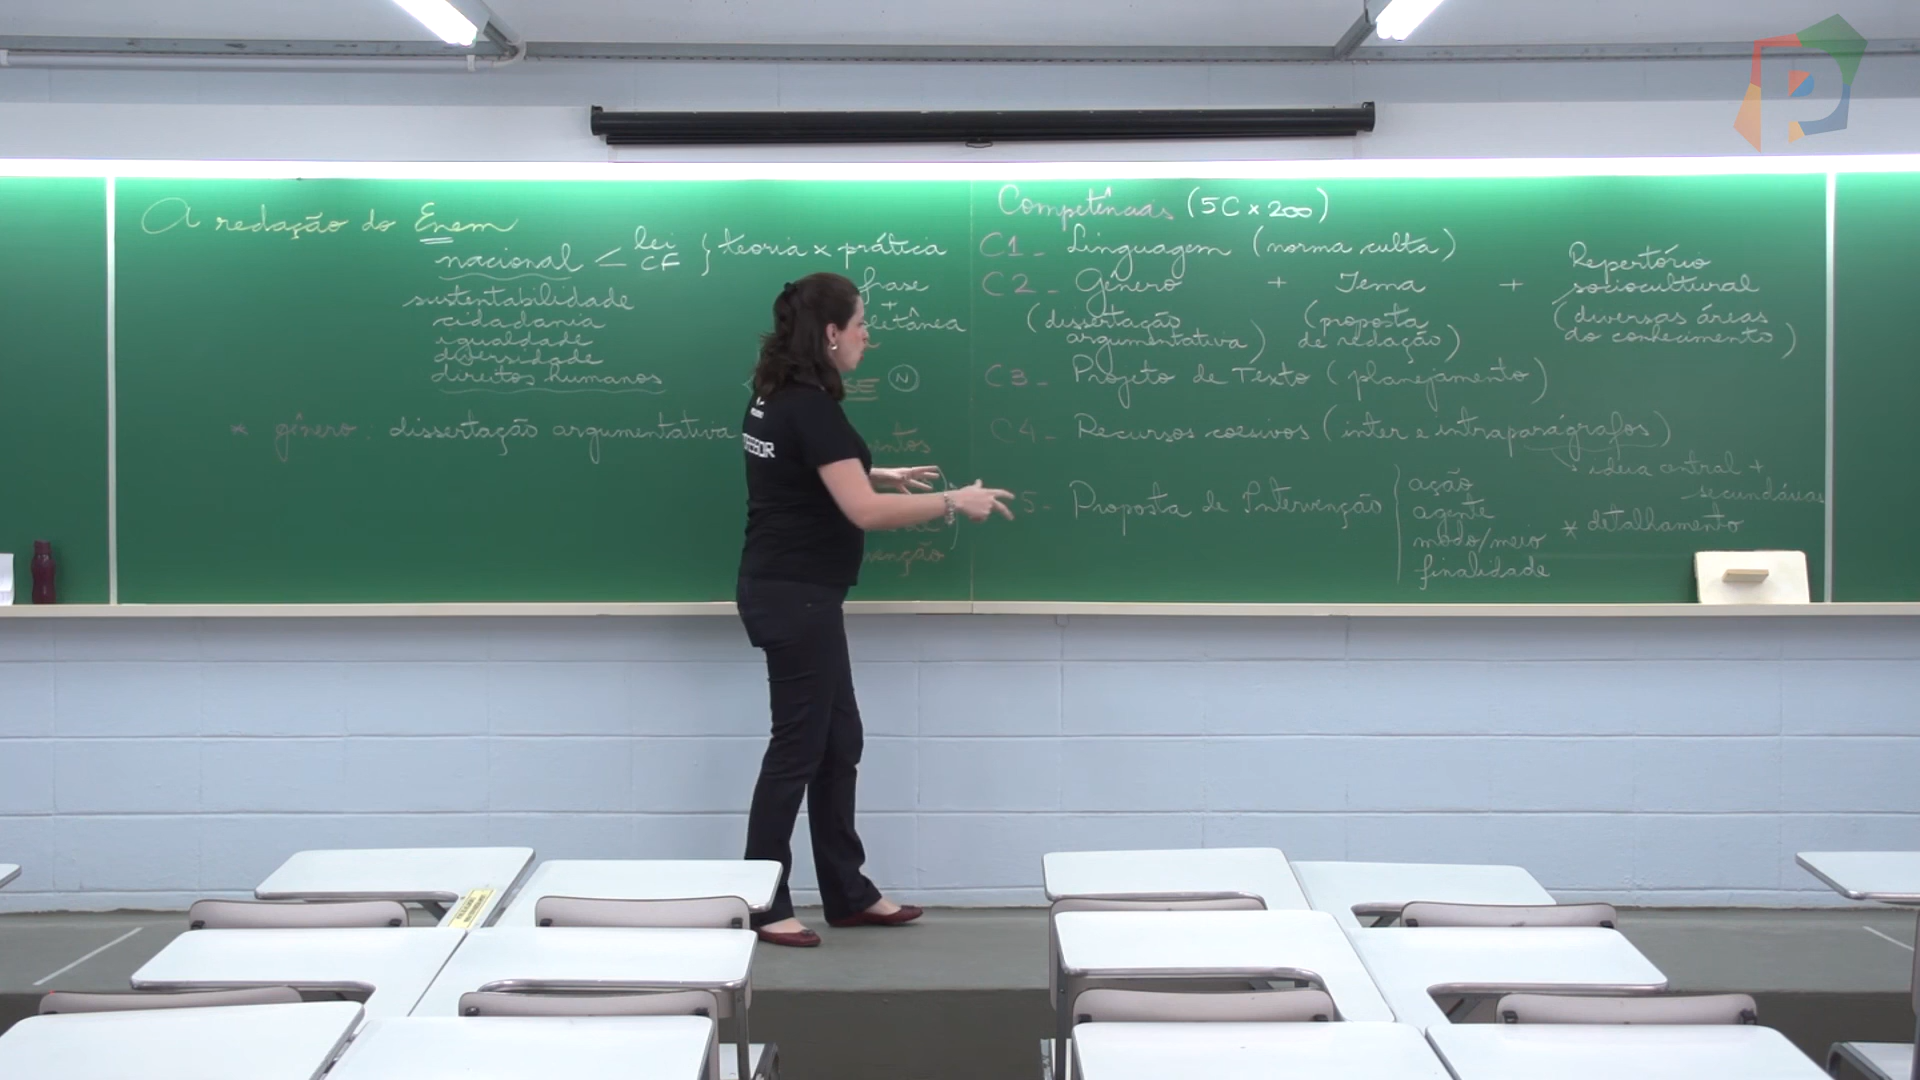 A redação do Enem
nacional < lei
CF } teoria x prática
sustentabilidade
cidadania
igualdade
diversidade
direitos humanos
frase
+
N
* gênero: dissertação argumentativa
Competências (5C x 200)
C1 - Linguagem (norma culta)
C2 - Gênero + Tema + Repertório sociocultural
(dissertação argumentativa) (proposta de redação) (diversas áreas do conhecimento)
C3 - Projeto de Texto (planejamento)
C4 - Recursos coesivos (inter e intraparágrafos)
ideia central +
secundárias
5 - Proposta de Intervenção
ação
agente
modo/meio
finalidade
* detalhamento